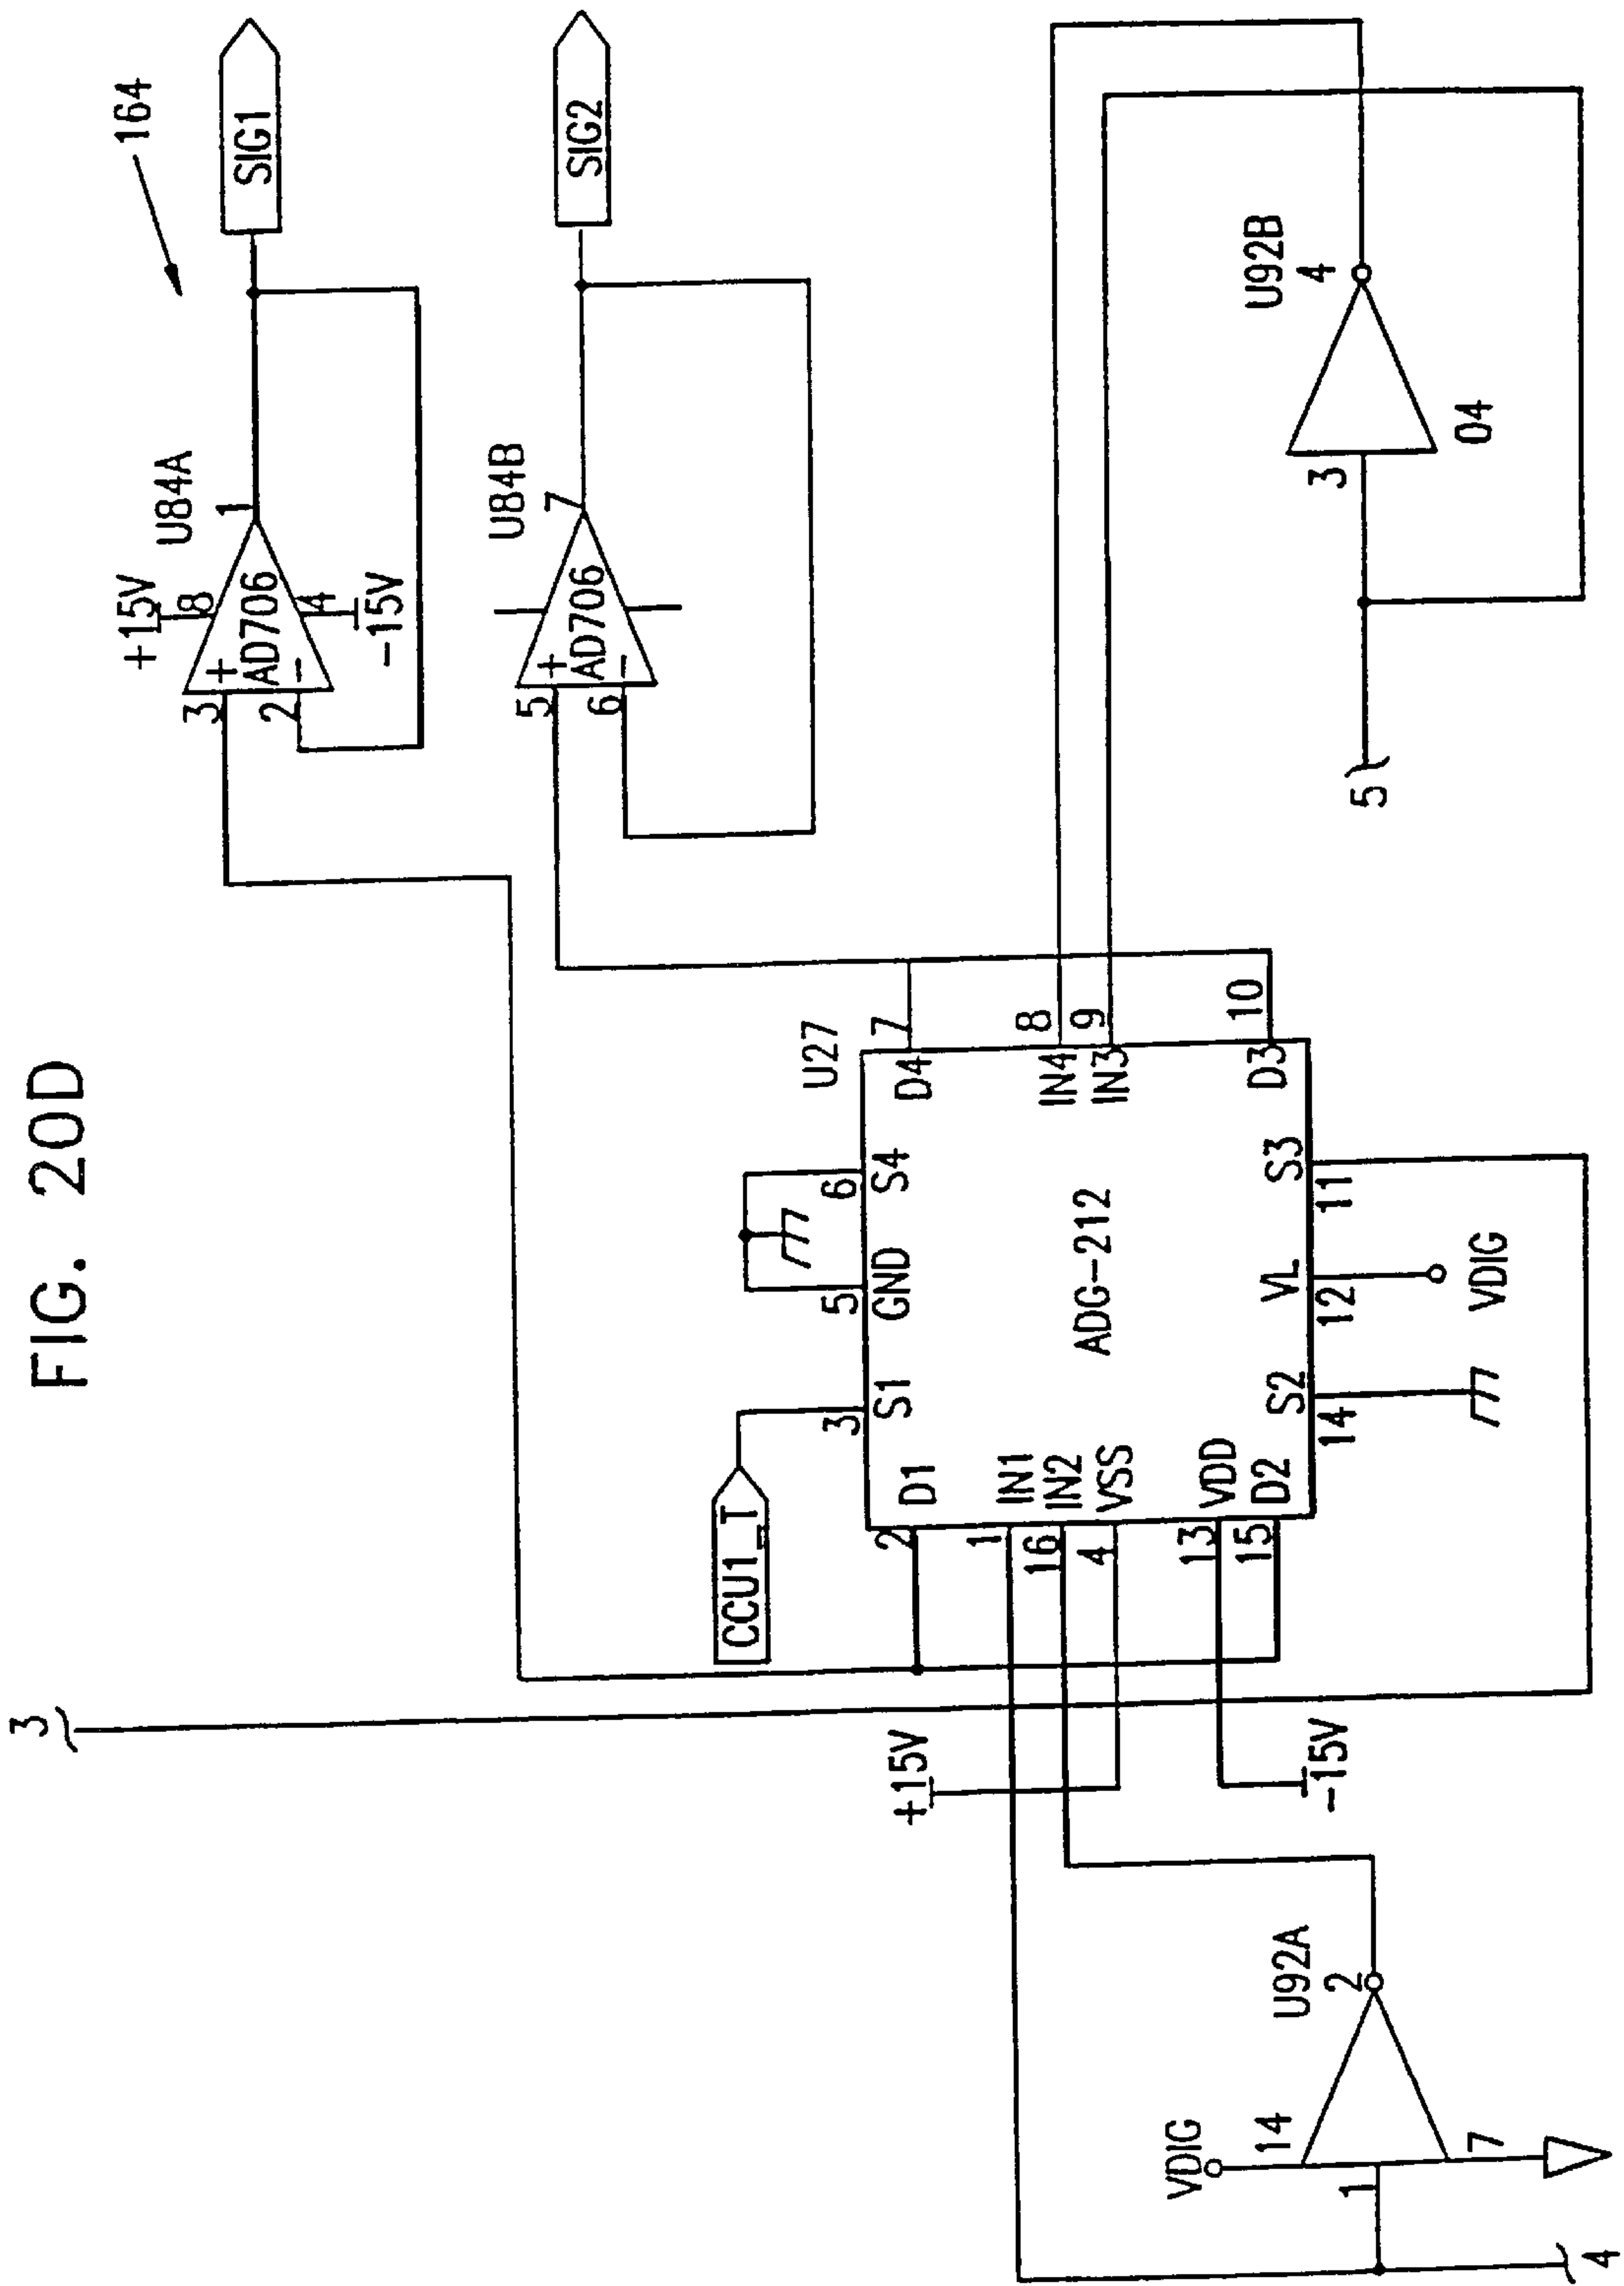 FIG. 20D
164
SIG1
+15V
8
U84A
3
+
AD706
1
2
-
4
-15V
SIG2
U84B
5
+
AD706
7
6
-
3
CCU1_T
U27
3
5
6
S1
GND
S4
2
D1
D4
7
1
IN1
16
IN2
4
VSS
ADG-212
IN4
8
IN3
9
13
VDD
15
D2
D3
10
S2
VL
S3
14
12
11
VDIG
+15V
-15V
U92A
VDIG
14
2
1
7
4
U92B
3
4
04
5